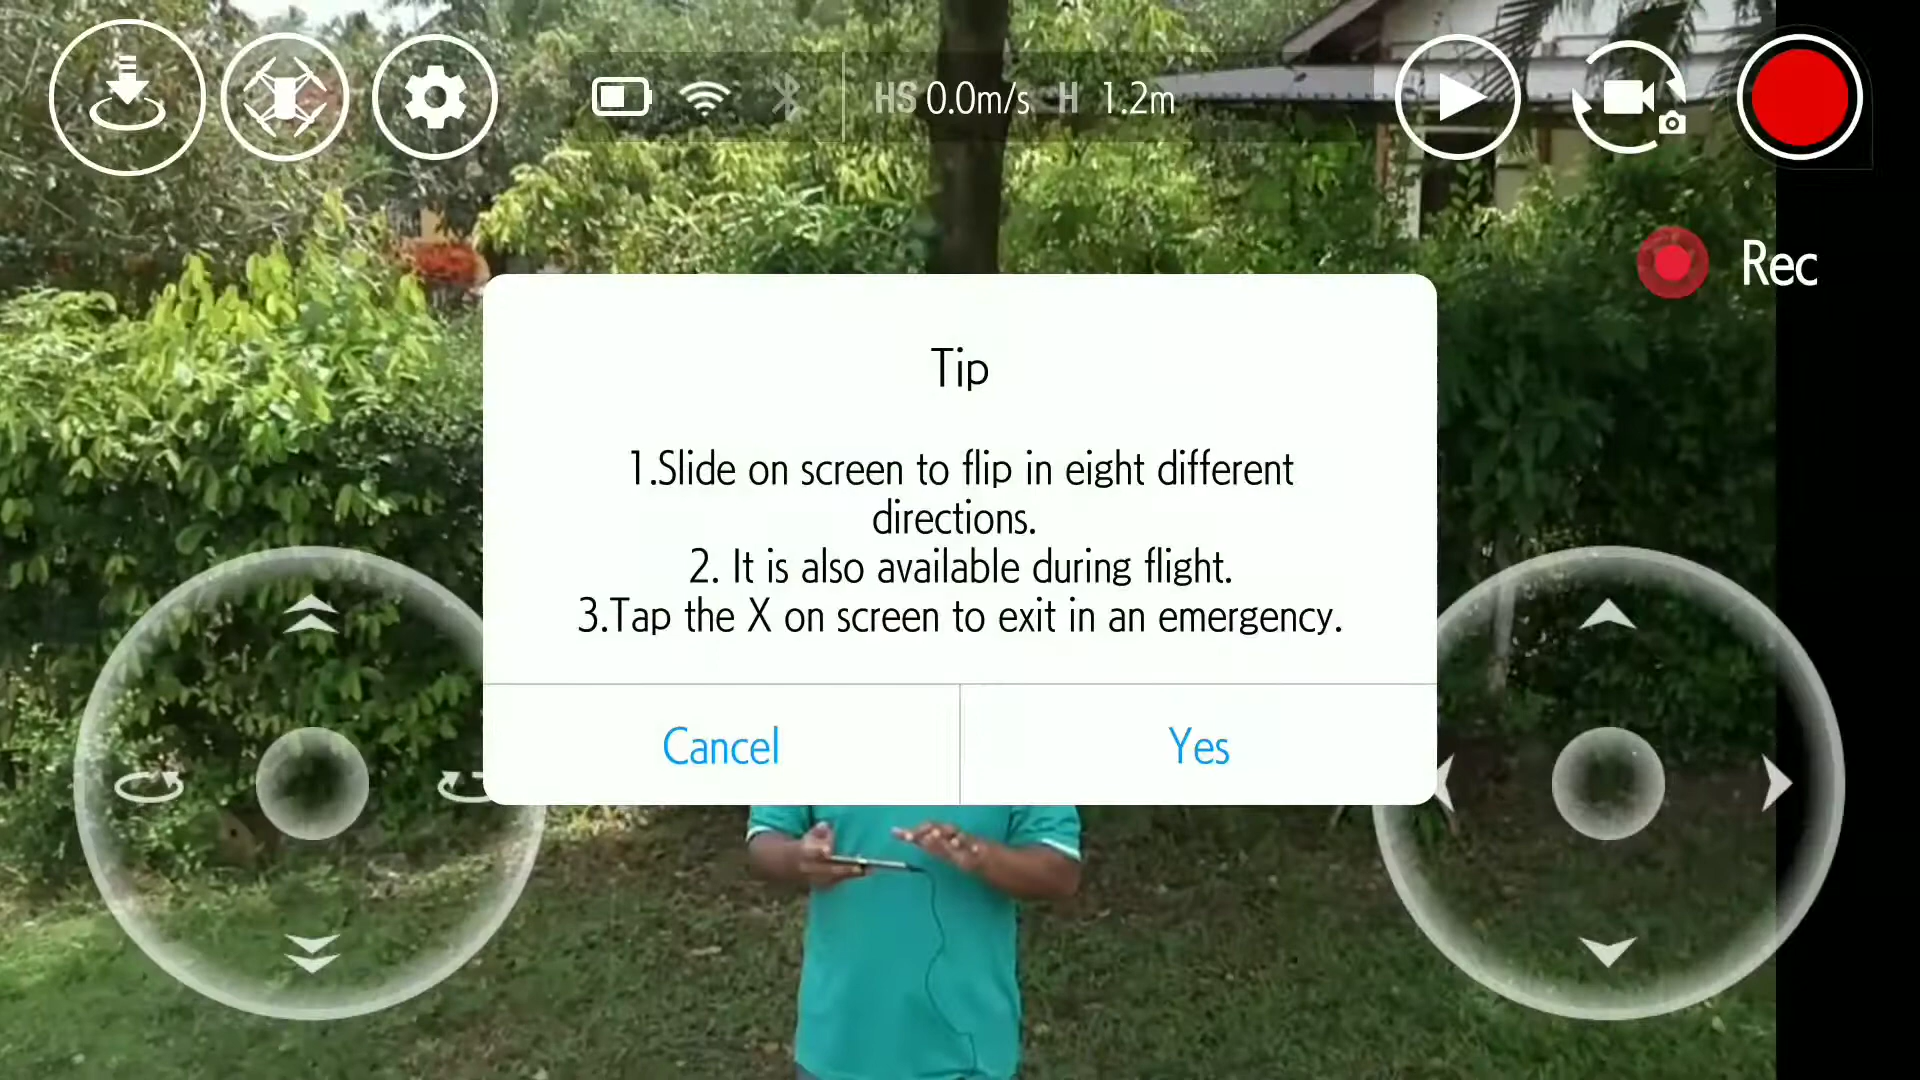 HS 0.0m/s H 1.2m
Rec
Tip
1.Slide on screen to flip in eight different
directions.
2. It is also available during flight.
3.Tap the X on screen to exit in an emergency.
Cancel Yes